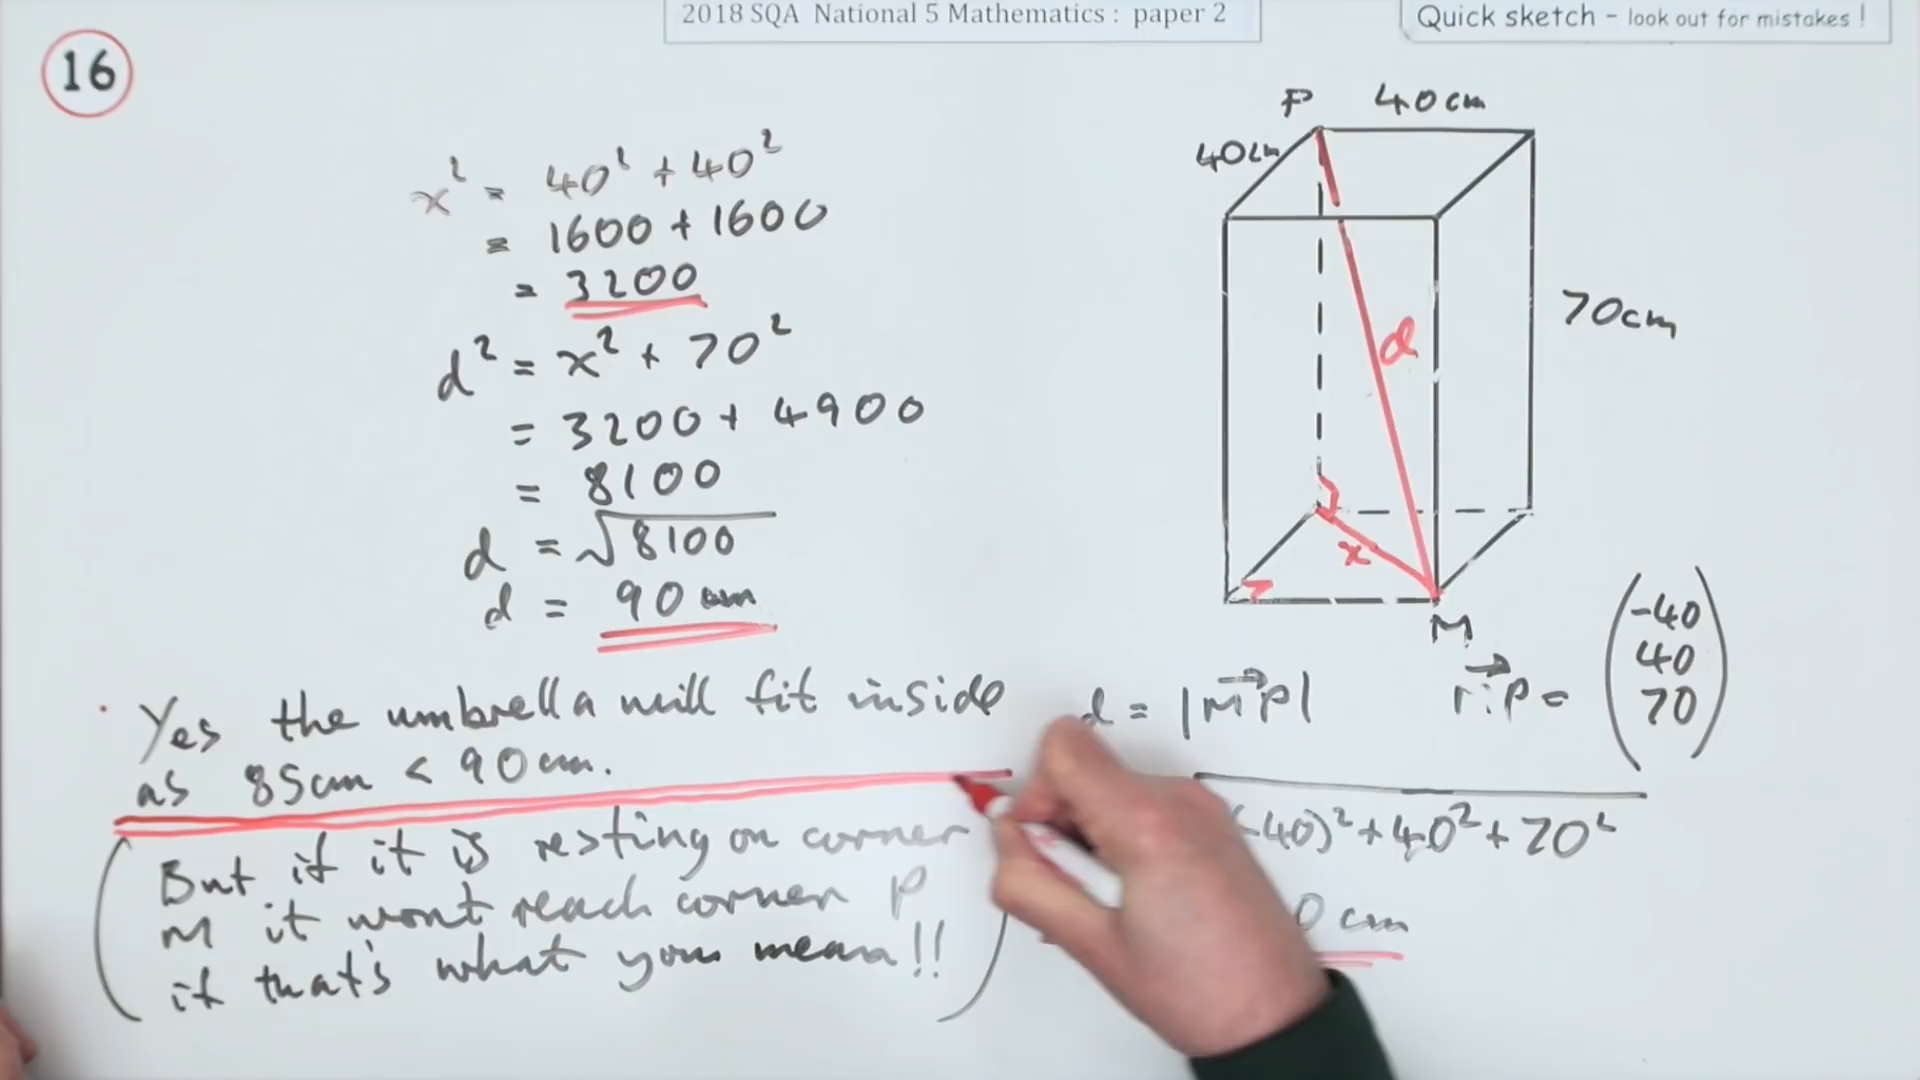 2018 SQA National 5 Mathematics : paper 2
Quick sketch - look out for mistakes !
16
x² = 40² + 40²
= 1600 + 1600
= 3200
d² = x² + 70²
= 3200 + 4900
= 8100
d = √8100
d = 90 cm
Yes the umbrella will fit inside
as 85cm < 90cm.
(But if it is resting on corner
M it wont reach corner P
if that's what you mean!!)
P 40cm
40cm
70cm
d
x
M
d = |MP|
P = (-40
40
70)
(-40)² + 40² + 70²
0 cm